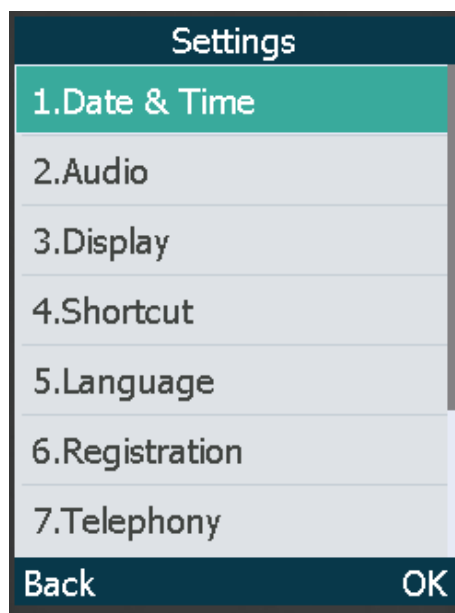 Settings
1.Date & Time
2.Audio
3.Display
4.Shortcut
5.Language
6.Registration
7.Telephony
Back OK